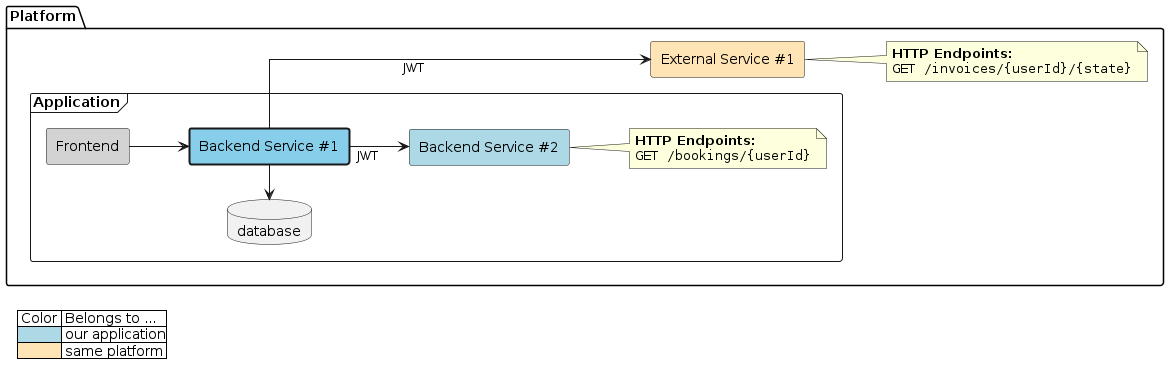 Platform
External Service #1
HTTP Endpoints:
GET /invoices/{userId}/{state}
JWT
Application
Frontend
Backend Service #1
JWT
Backend Service #2
HTTP Endpoints:
GET /bookings/{userId}
database
Color Belongs to ...
our application
same platform